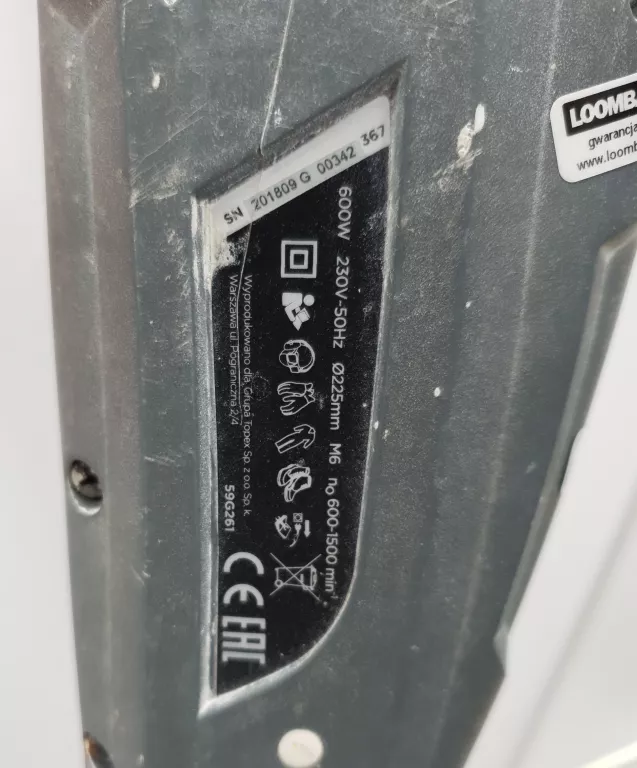 SN 201809 G 00342 367
600W 230V-50Hz Ø225mm M6 n₀ 600-1500 min⁻¹
Wyprodukowano dla: Grupa Topex Sp. z o.o. Sp. k.
Warszawa ul. Pograniczna 2/4
59G261
CE EAC
LOOMB
gwarancja
www.loomb